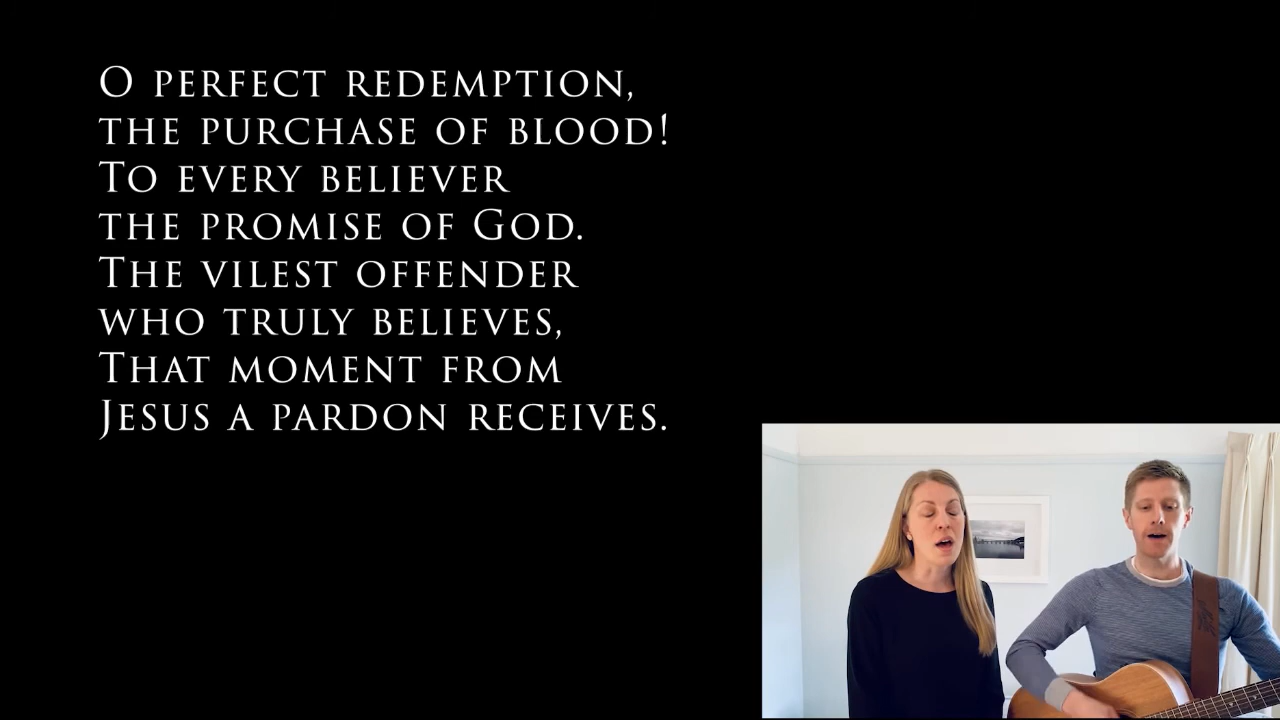 O perfect redemption,
the purchase of blood!
To every believer
the promise of God.
The vilest offender
who truly believes,
That moment from
Jesus a pardon receives.